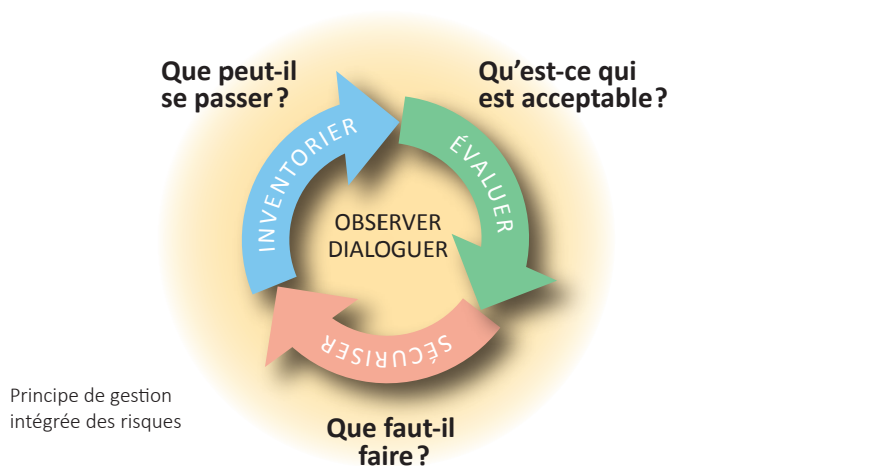 Que peut-il
se passer ?
Qu’est-ce qui
est acceptable ?
INVENTORIER
ÉVALUER
OBSERVER
DIALOGUER
SÉCURISER
Principe de gestion
intégrée des risques
Que faut-il
faire ?